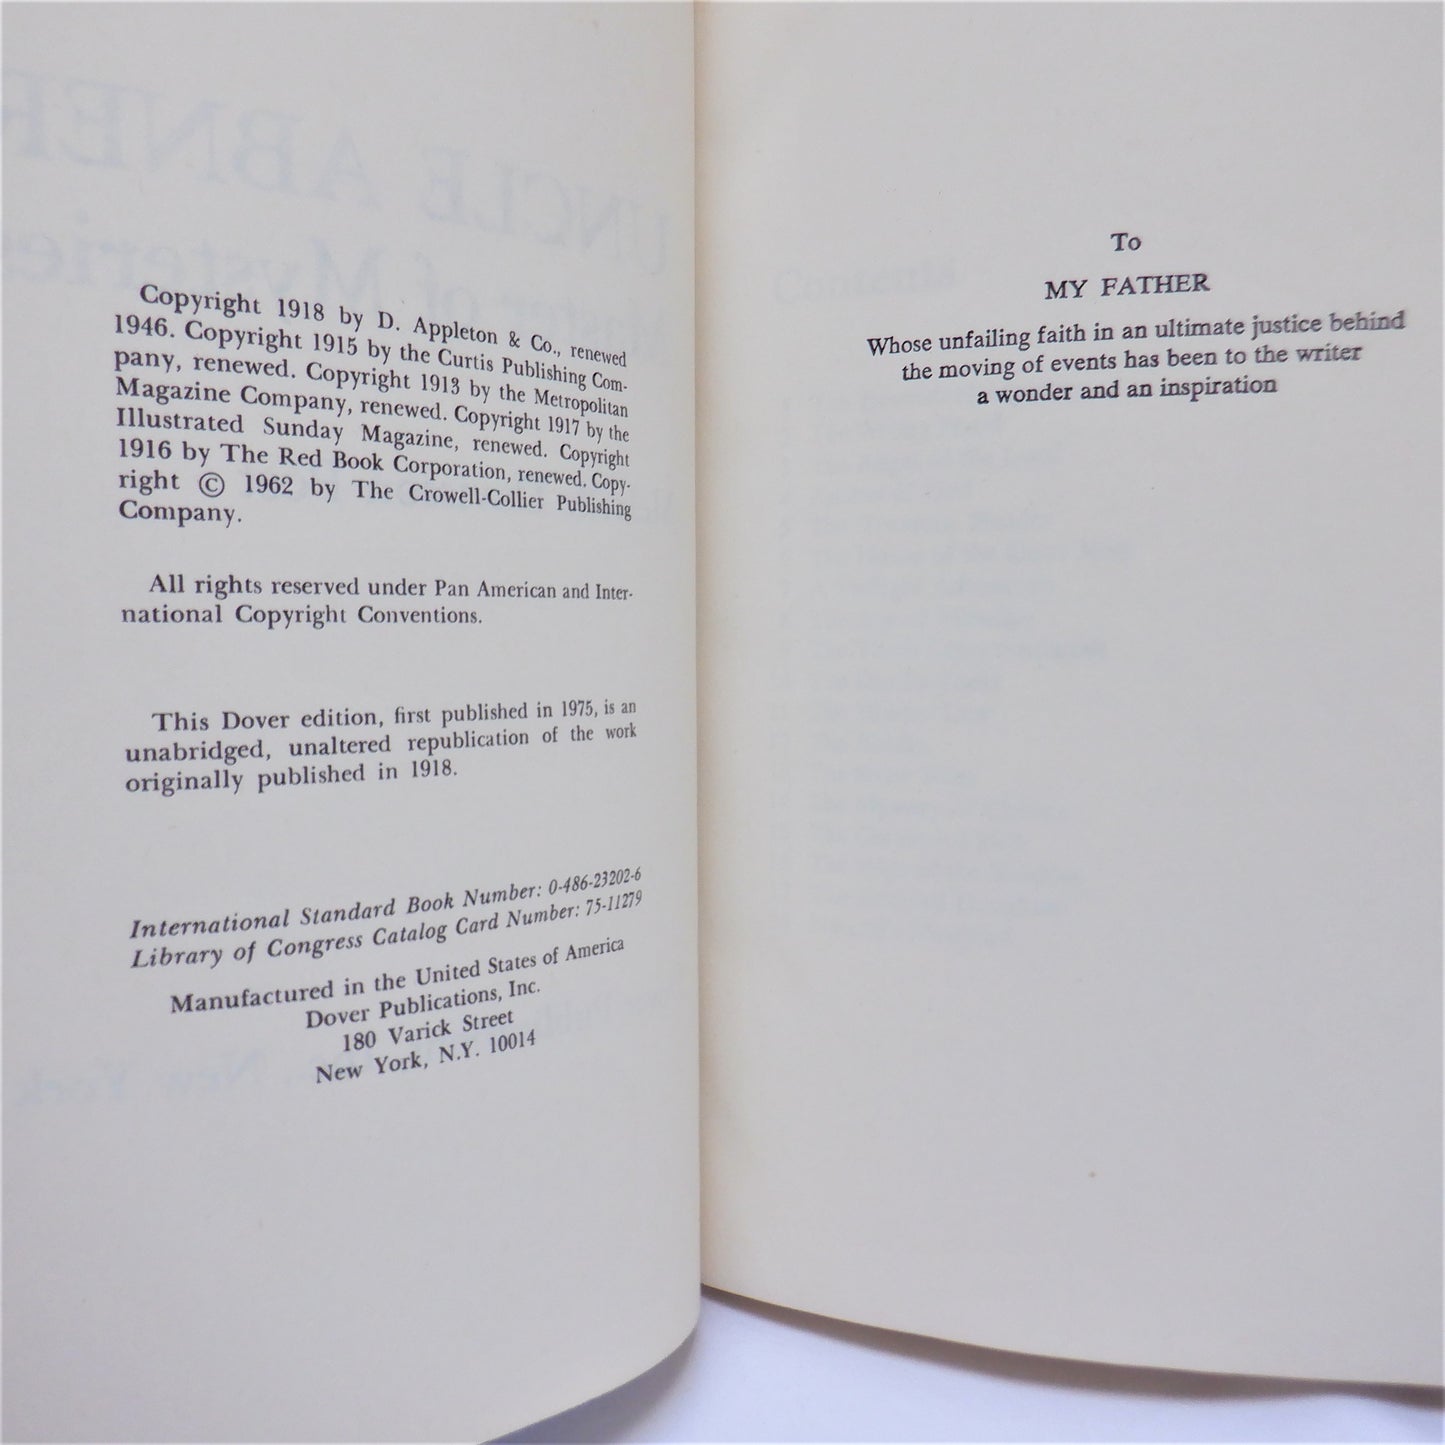 Copyright 1918 by D. Appleton & Co., renewed
1946. Copyright 1915 by the Curtis Publishing Com-
pany, renewed. Copyright 1913 by the Metropolitan
Magazine Company, renewed. Copyright 1917 by the
Illustrated Sunday Magazine, renewed. Copyright
1916 by The Red Book Corporation, renewed. Copy-
right © 1962 by The Crowell-Collier Publishing
Company.
All rights reserved under Pan American and Inter-
national Copyright Conventions.
This Dover edition, first published in 1975, is an
unabridged, unaltered republication of the work
originally published in 1918.
International Standard Book Number: 0-486-23202-6
Library of Congress Catalog Card Number: 75-11279
Manufactured in the United States of America
Dover Publications, Inc.
180 Varick Street
New York, N.Y. 10014
To
MY FATHER
Whose unfailing faith in an ultimate justice behind
the moving of events has been to the writer
a wonder and an inspiration